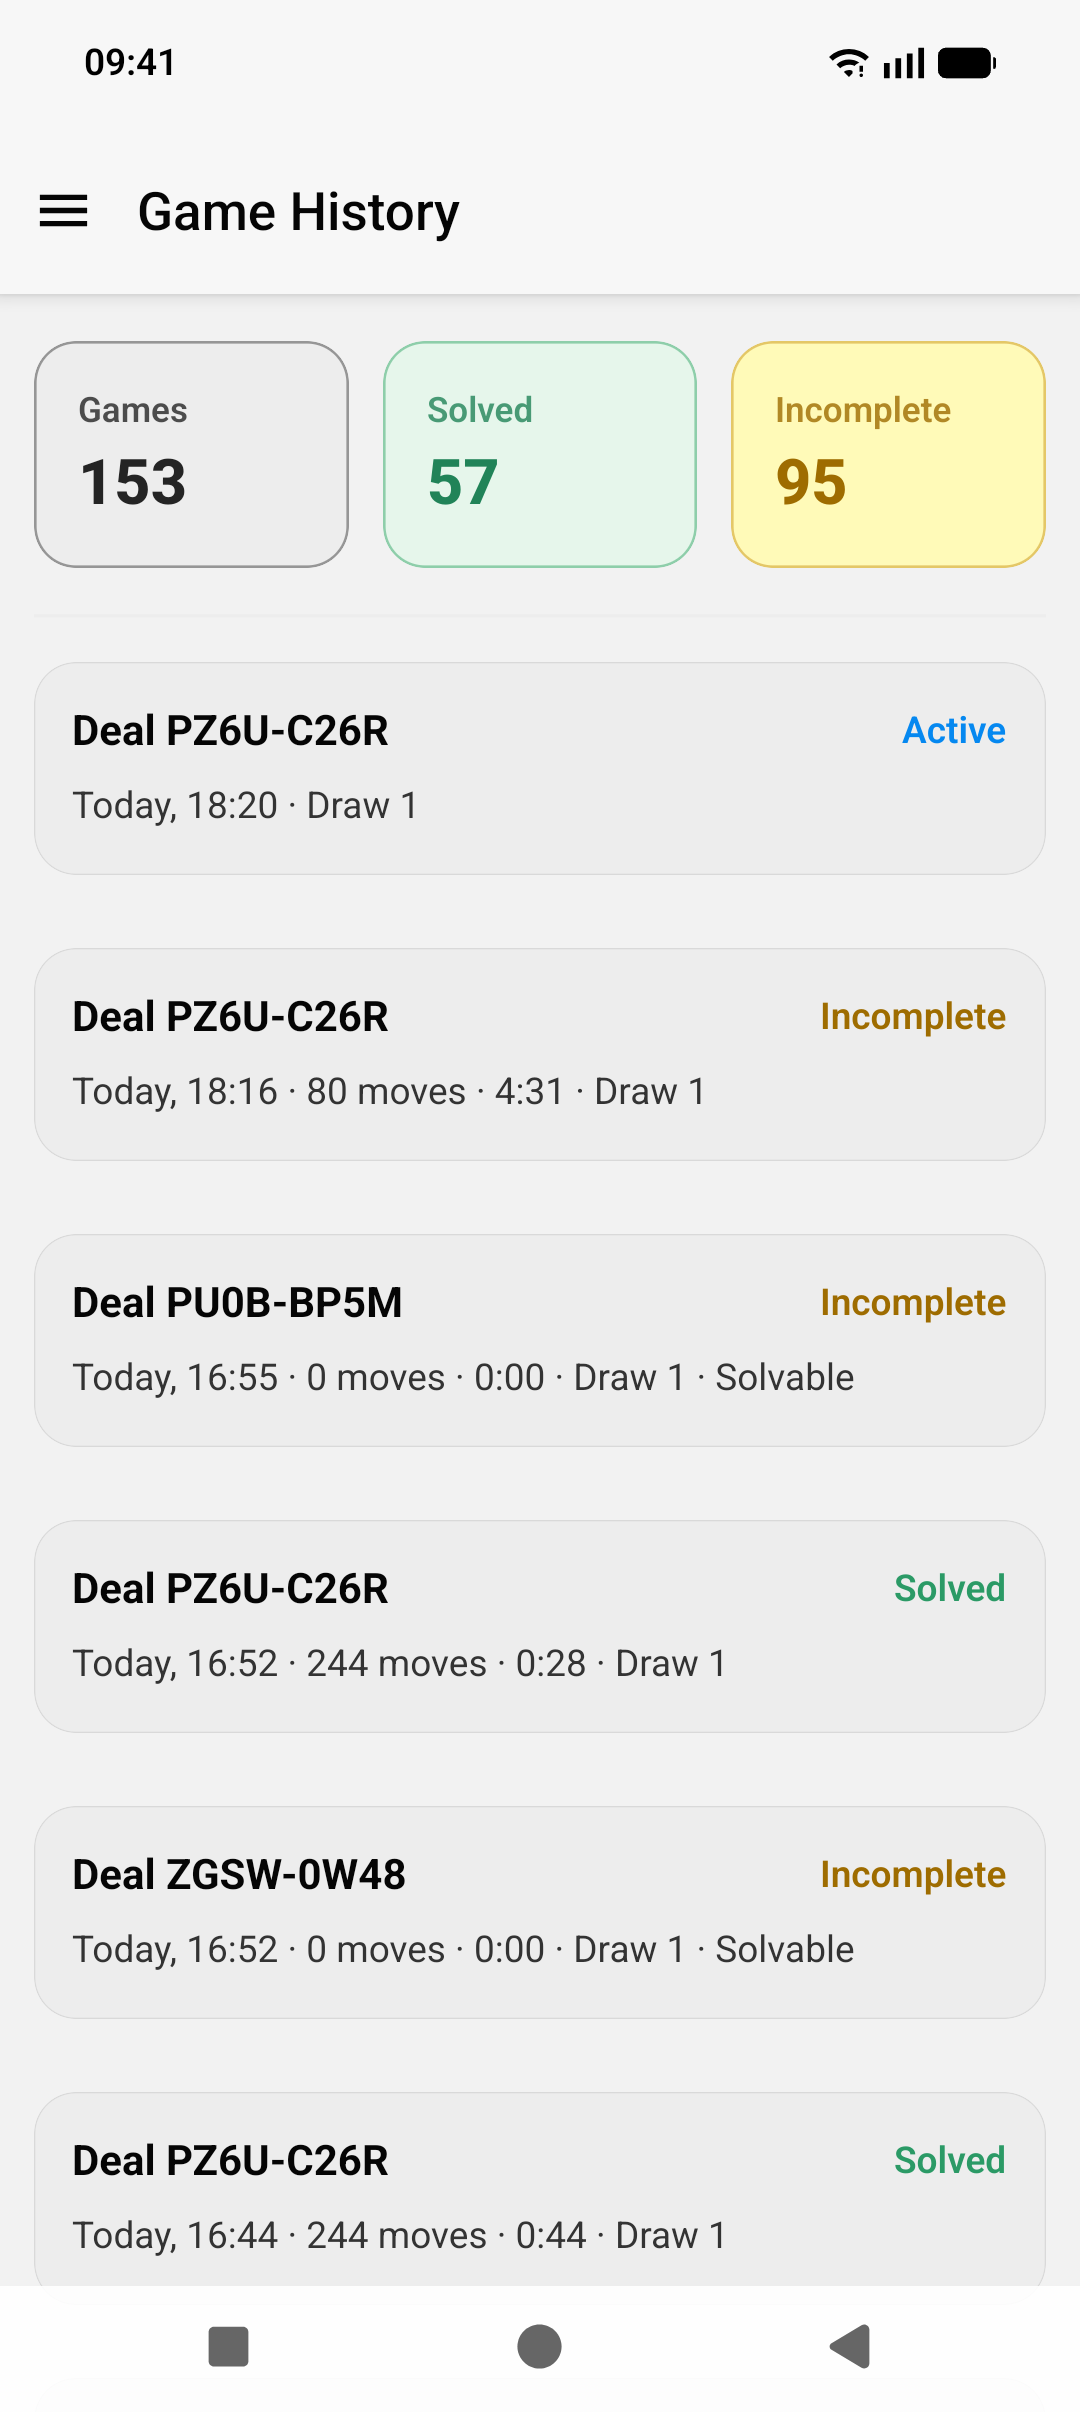 09:41
Game History
Games
153
Solved
57
Incomplete
95
Deal PZ6U-C26R
Active
Today, 18:20 · Draw 1
Deal PZ6U-C26R
Incomplete
Today, 18:16 · 80 moves · 4:31 · Draw 1
Deal PU0B-BP5M
Incomplete
Today, 16:55 · 0 moves · 0:00 · Draw 1 · Solvable
Deal PZ6U-C26R
Solved
Today, 16:52 · 244 moves · 0:28 · Draw 1
Deal ZGSW-0W48
Incomplete
Today, 16:52 · 0 moves · 0:00 · Draw 1 · Solvable
Deal PZ6U-C26R
Solved
Today, 16:44 · 244 moves · 0:44 · Draw 1